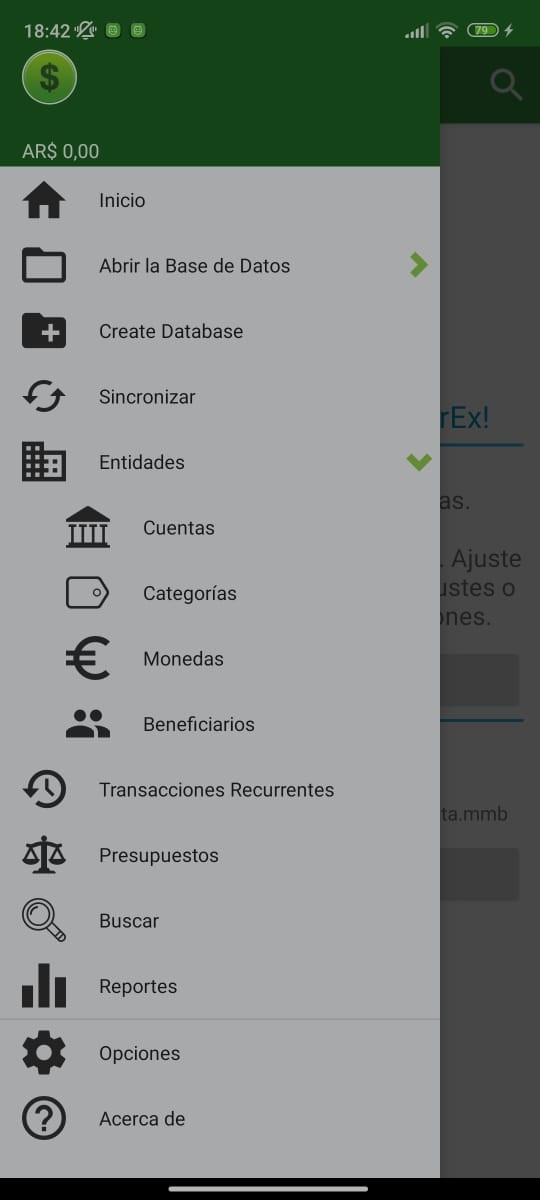 18:42
79
$
AR$ 0,00
Inicio
Abrir la Base de Datos
Create Database
Sincronizar
Entidades
rEx!
Cuentas
as.
. Ajuste
Categorías
ustes o
ones.
Monedas
Beneficiarios
Transacciones Recurrentes
ta.mmb
Presupuestos
Buscar
Reportes
Opciones
Acerca de